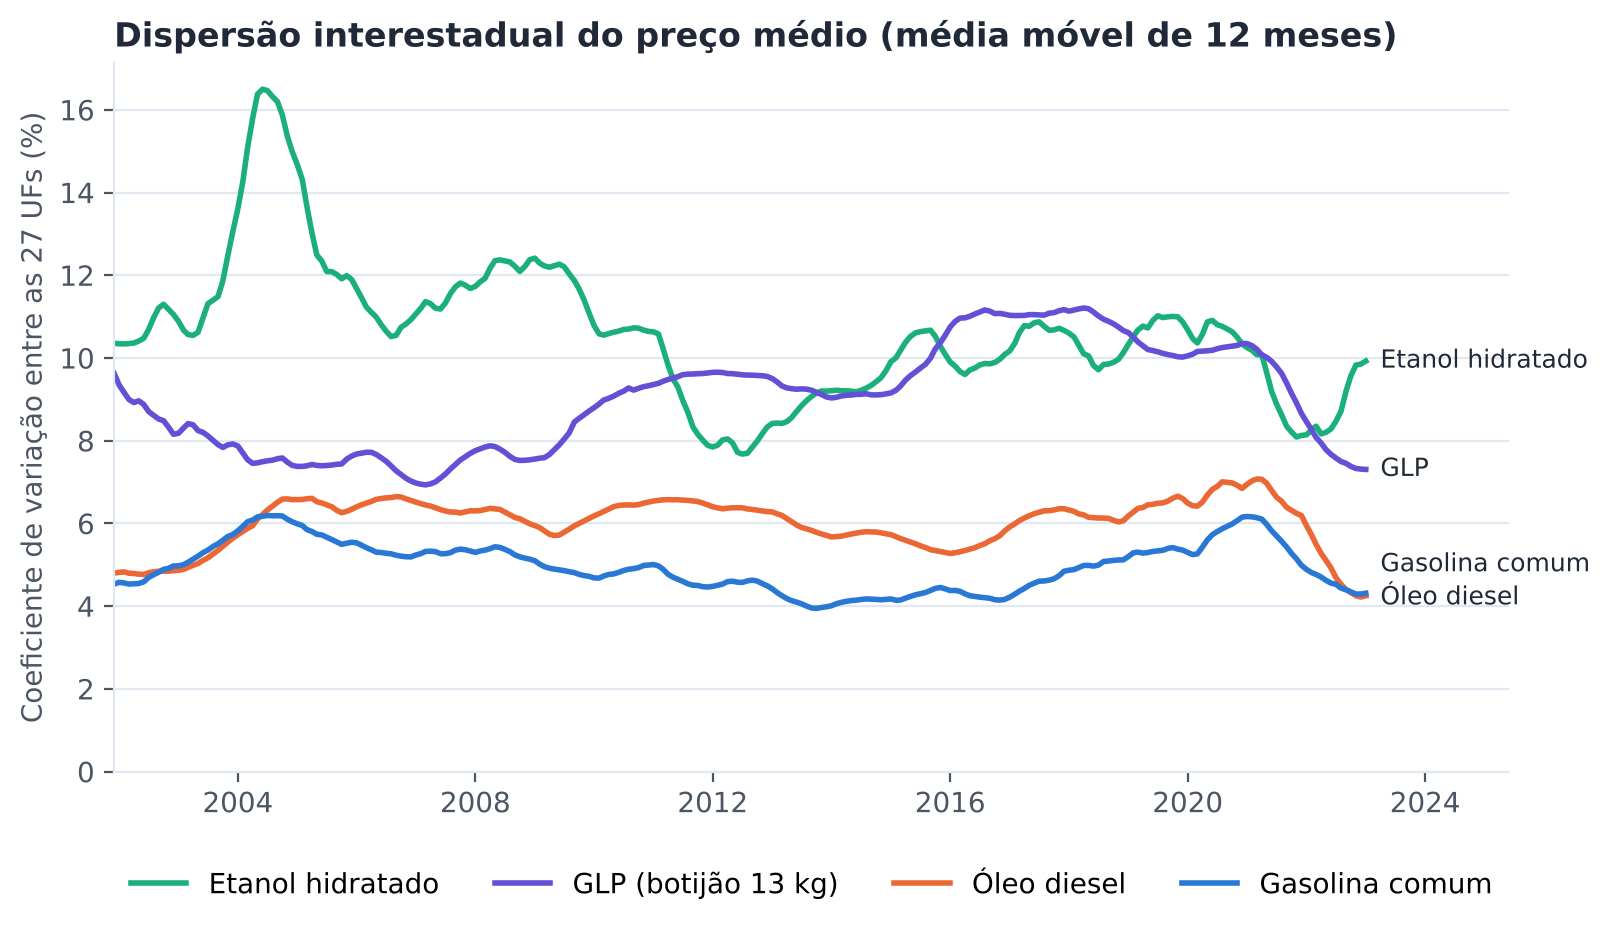 Dispersão interestadual do preço médio (média móvel de 12 meses)
Coeficiente de variação entre as 27 UFs (%)
16
14
12
10
8
6
4
2
0
Etanol hidratado
GLP
Gasolina comum
Óleo diesel
2004 2008 2012 2016 2020 2024
Etanol hidratado GLP (botijão 13 kg) Óleo diesel Gasolina comum